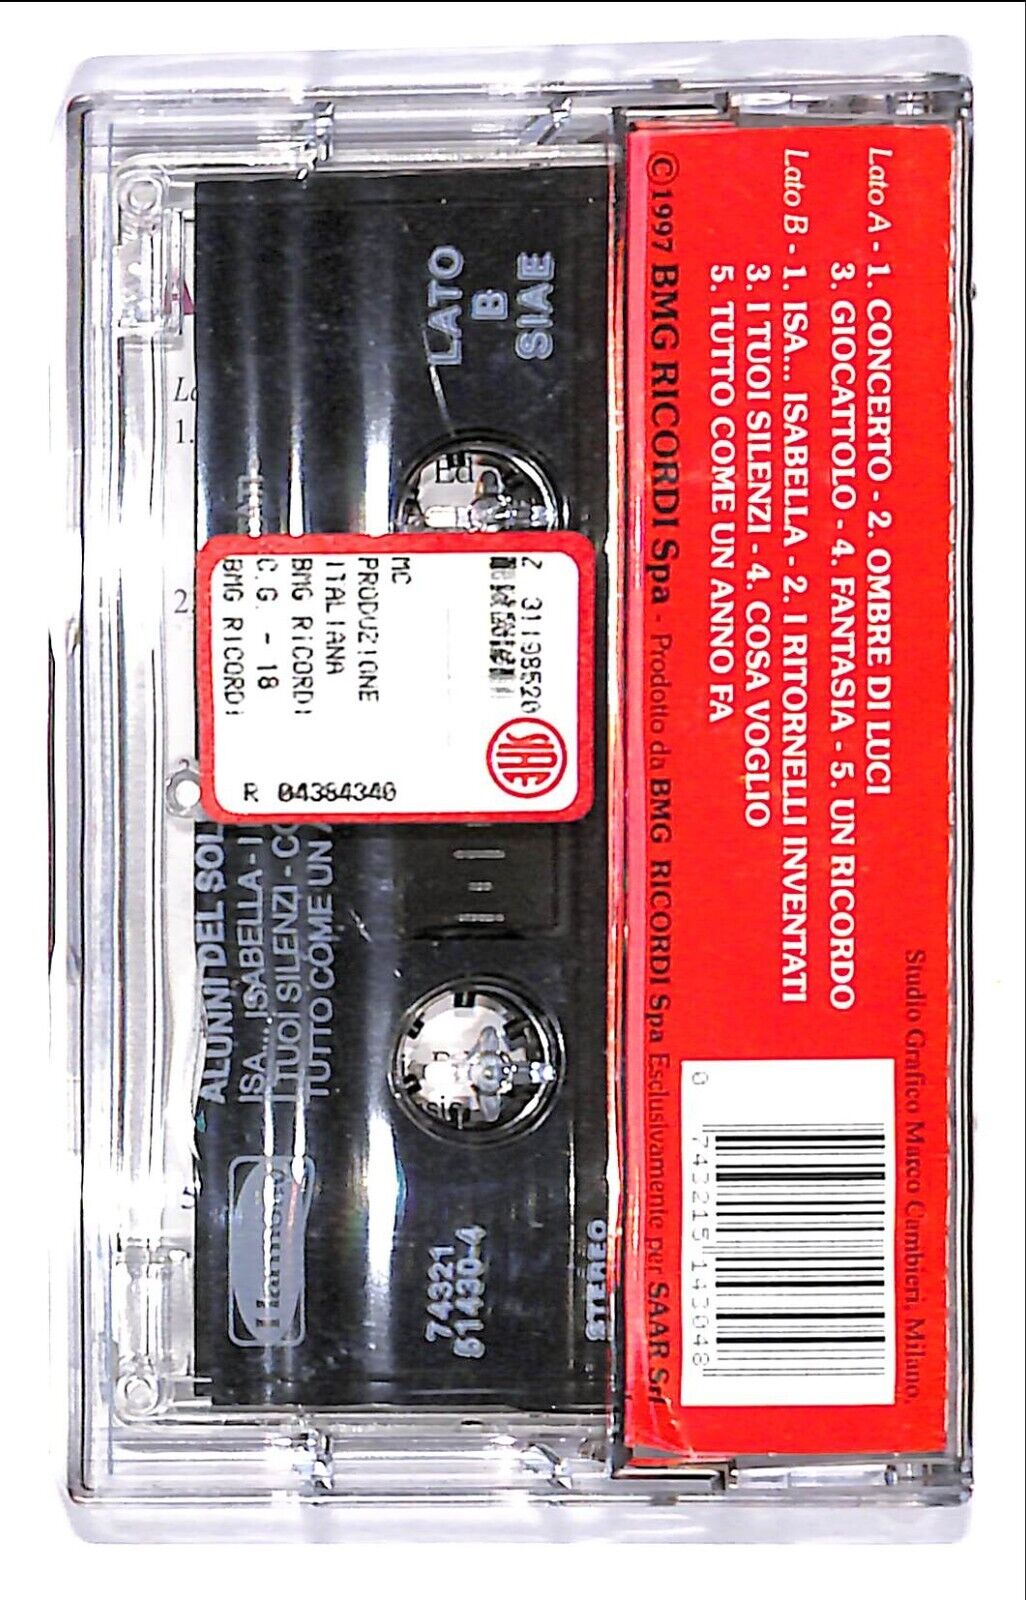 Lato A - 1. CONCERTO - 2. OMBRE DI LUCI
3. GIOCATTOLO - 4. FANTASIA - 5. UN RICORDO
Lato B - 1. ISA... ISABELLA - 2. I RITORNELLI INVENTATI
3. I TUOI SILENZI - 4. COSA VOGLIO
5. TUTTO COME UN ANNO FA
©1997 BMG RICORDI Spa - Prodotto da BMG RICORDI Spa Esclusivamente per SAAR Srl
Studio Grafico Marco Cambieri, Milano.
0 743215 143048
LATO
B
SIAE
STEREO
74321
51430-4
Z 31198520
SIAE
MC
PRODUZIONE
ITALIANA
BMG RICORDI
C.G. - 18
BMG RICORDI
R 04384340
ALUNNI DEL SOL
ISA... ISABELLA - I
I TUOI SILENZI - CO
TUTTO COME UN
Harmony
1.
2.
Ed